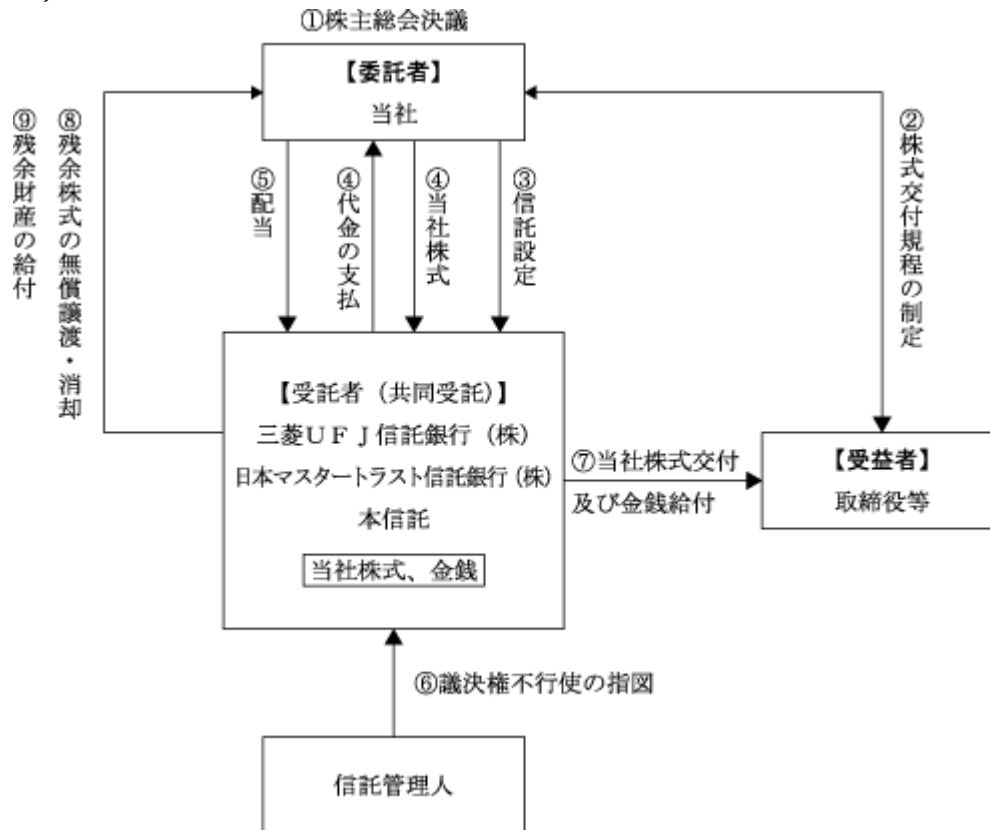 ①株主総会決議
【委託者】
当社
⑨残余財産の給付
⑧残余株式の無償譲渡・消却
⑤配当
④代金の支払
④当社株式
③信託設定
②株式交付規程の制定
【受託者（共同受託）】
三菱ＵＦＪ信託銀行（株）
日本マスタートラスト信託銀行（株）
本信託
当社株式、金銭
⑦当社株式交付
及び金銭給付
【受益者】
取締役等
⑥議決権不行使の指図
信託管理人